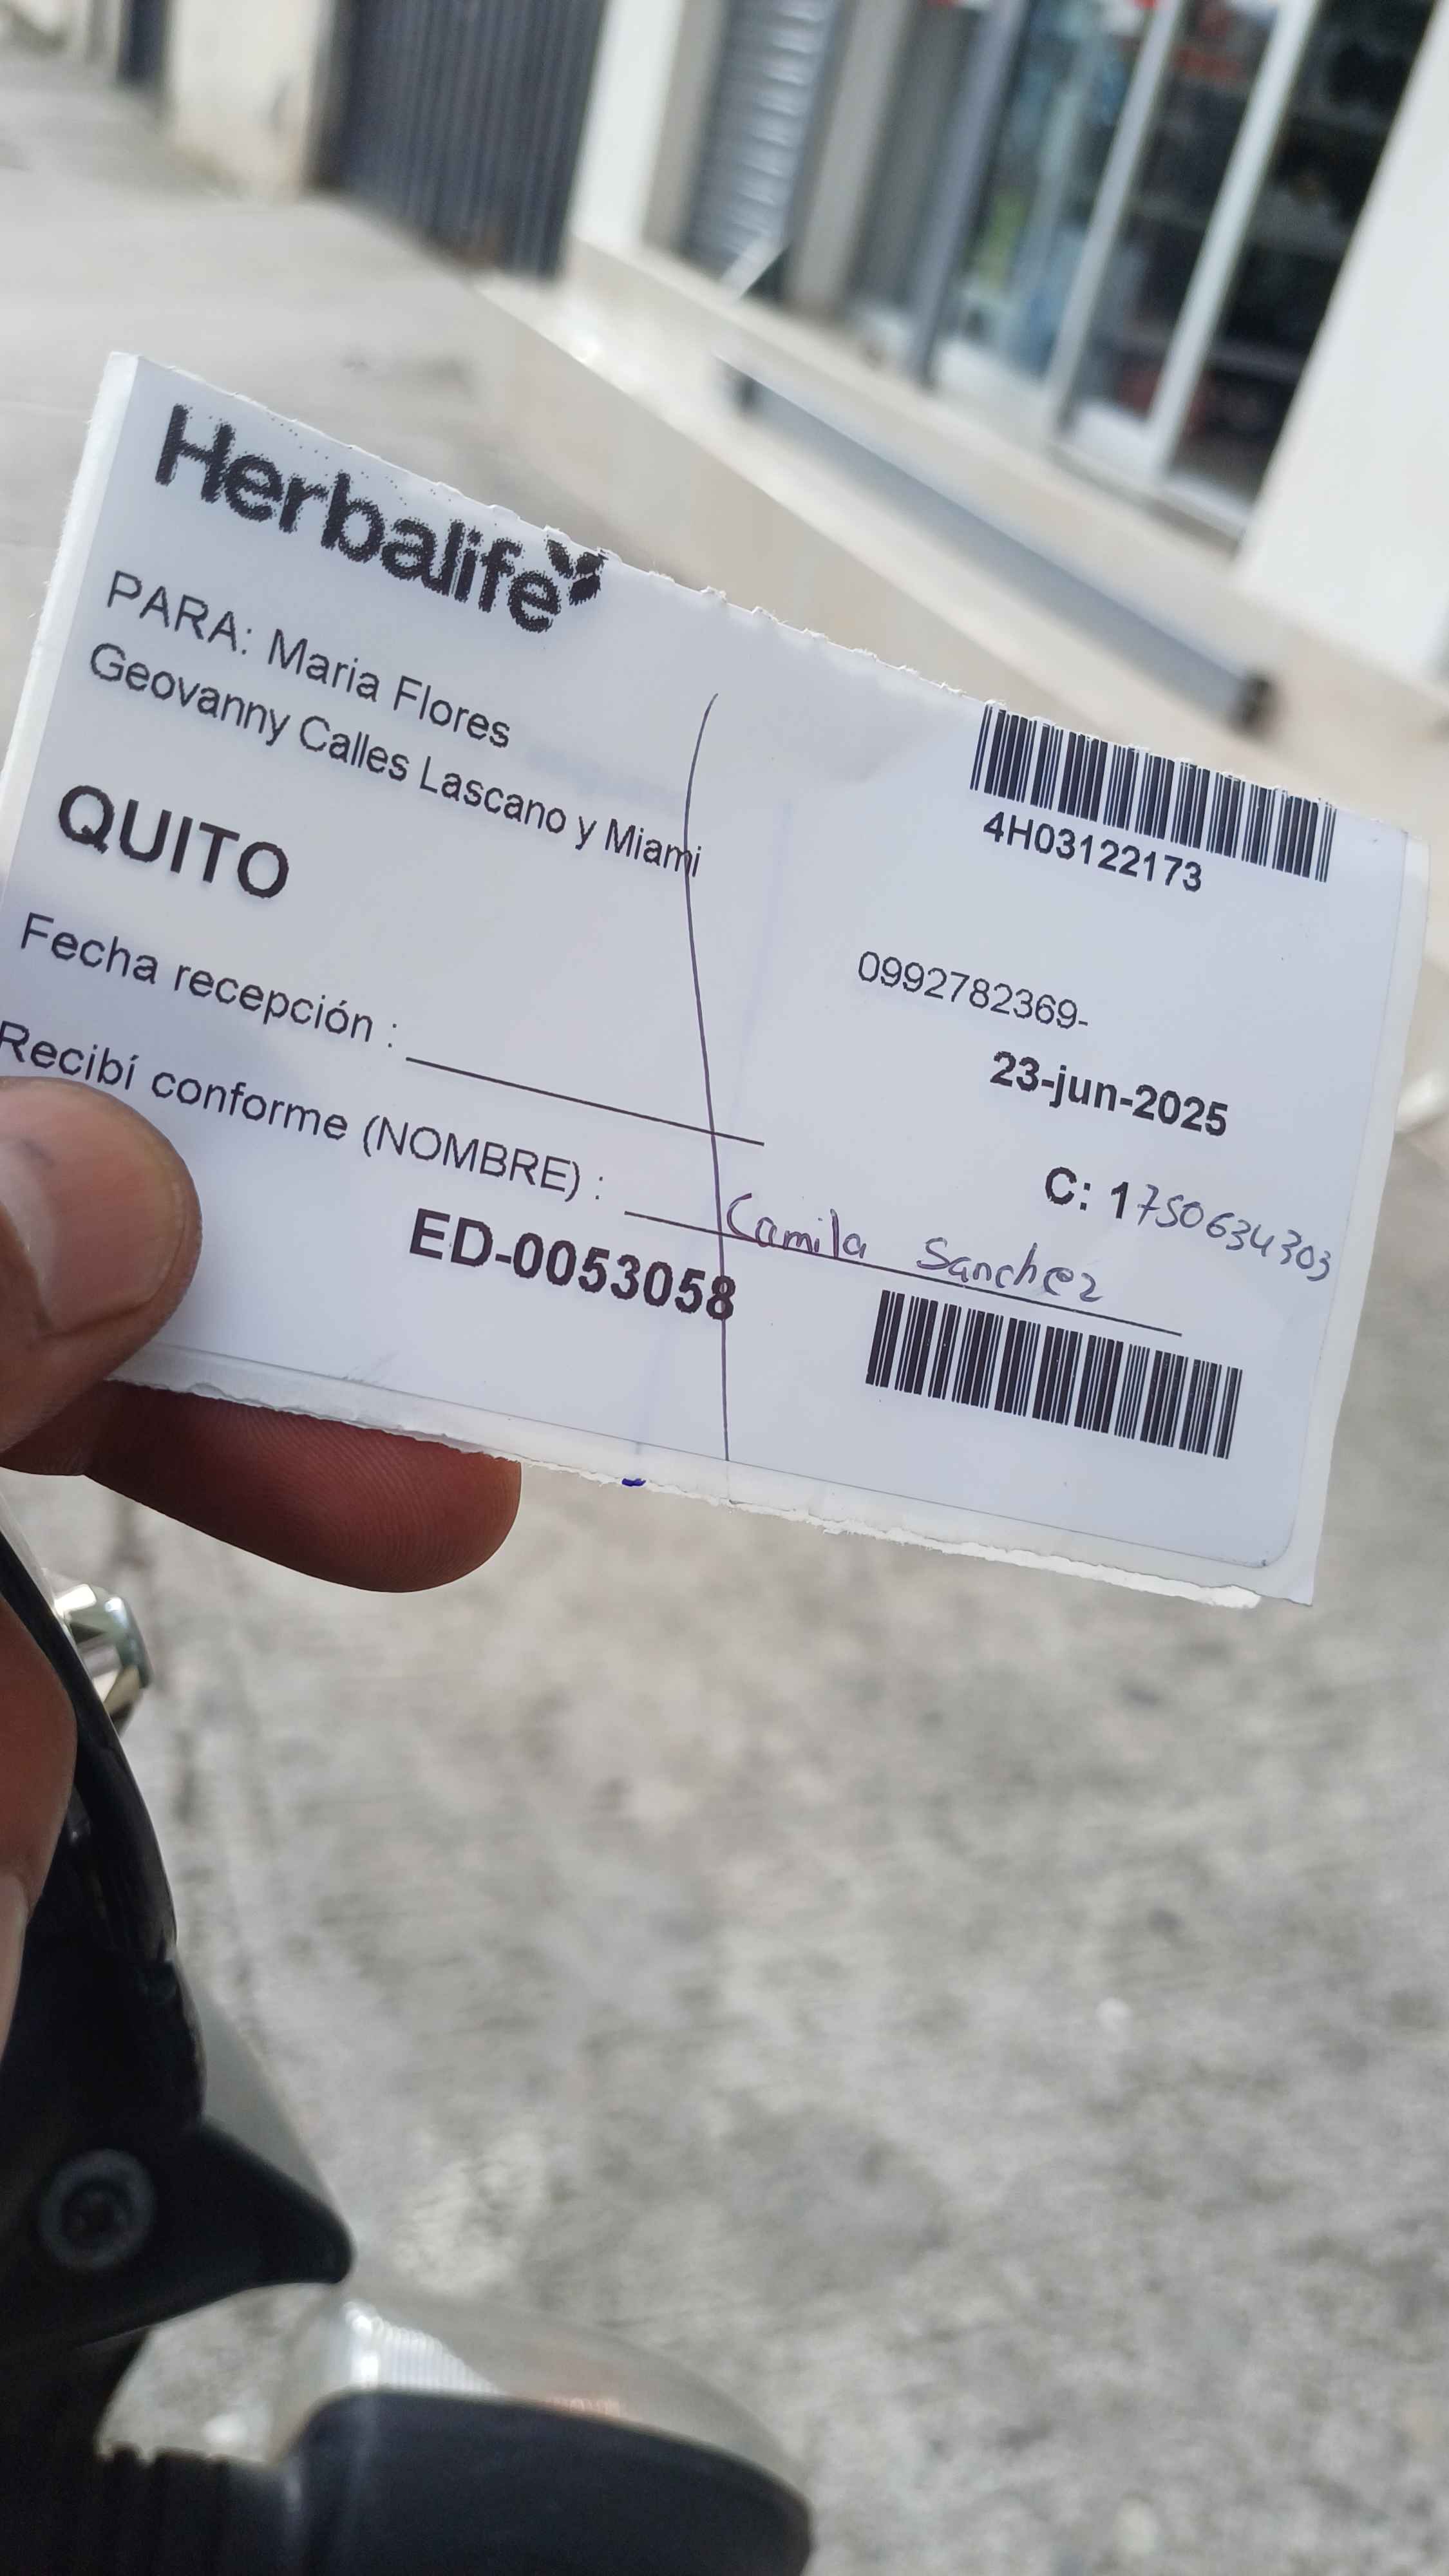 Herbalife
PARA: Maria Flores
Geovanny Calles Lascano y Miami
QUITO
4H03122173
0992782369-
23-jun-2025
Fecha recepción :
C: 1750634303
Recibí conforme (NOMBRE) : Camila Sanchez
ED-0053058